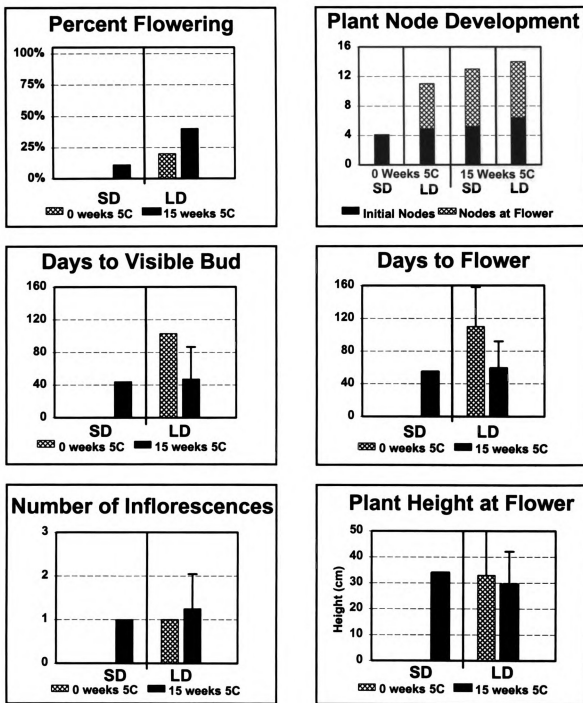 Percent Flowering
100%
75%
50%
25%
0%
SD LD
0 weeks 5C 15 weeks 5C
Plant Node Development
16
12
8
4
0
0 Weeks 5C 15 Weeks 5C
SD LD SD LD
Initial Nodes Nodes at Flower
Days to Visible Bud
160
120
80
40
0
SD LD
0 weeks 5C 15 weeks 5C
Days to Flower
160
120
80
40
0
SD LD
0 weeks 5C 15 weeks 5C
Number of Inflorescences
3
2
1
0
SD LD
0 weeks 5C 15 weeks 5C
Plant Height at Flower
Height (cm)
50
40
30
20
10
0
SD LD
0 weeks 5C 15 weeks 5C